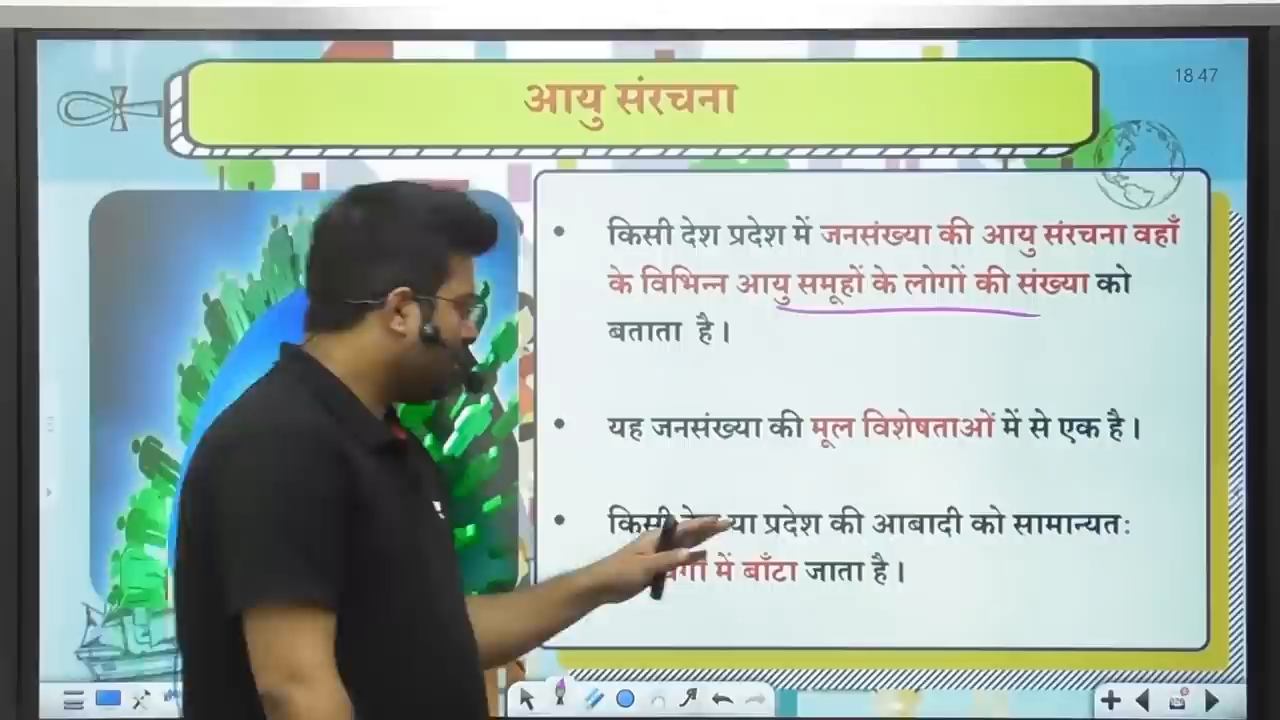 आयु संरचना
18 47
किसी देश प्रदेश में जनसंख्या की आयु संरचना वहाँ
के विभिन्न आयु समूहों के लोगों की संख्या को
बताता है।
यह जनसंख्या की मूल विशेषताओं में से एक है।
किसी या प्रदेश की आबादी को सामान्यतः
में बाँटा जाता है।